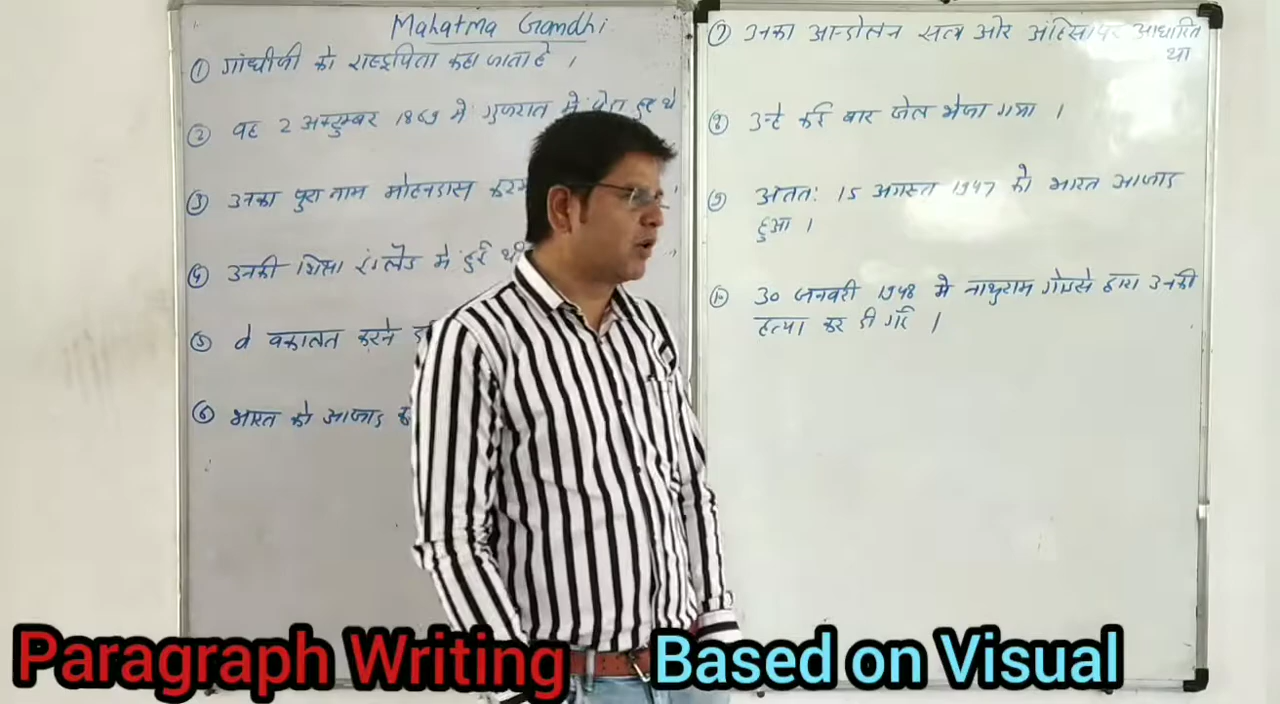 Mahatma Gandhi
① गांधीजी को राष्ट्रपिता कहा जाता है ।
② वह 2 अक्टुम्बर 1869 में गुजरात में पैदा हुए थे
③ उनका पुरा नाम मोहनदास करम
④ उनकी शिक्षा इंग्लैंड में हुई थी
⑤ वे वकालत करने
⑥ भारत को आजाद
⑦ उनका आन्दोलन सत्य और अंहिसा पर आधारित
था
⑧ उन्हे कई बार जेल भेजा गया ।
⑨ अततः 15 अगस्त 1947 को भारत आजाद
हुआ ।
⑩ 30 जनवरी 1948 मे नाथुराम गोडसे द्वारा उनकी
हत्या कर दी गई ।
Paragraph Writing Based on Visual